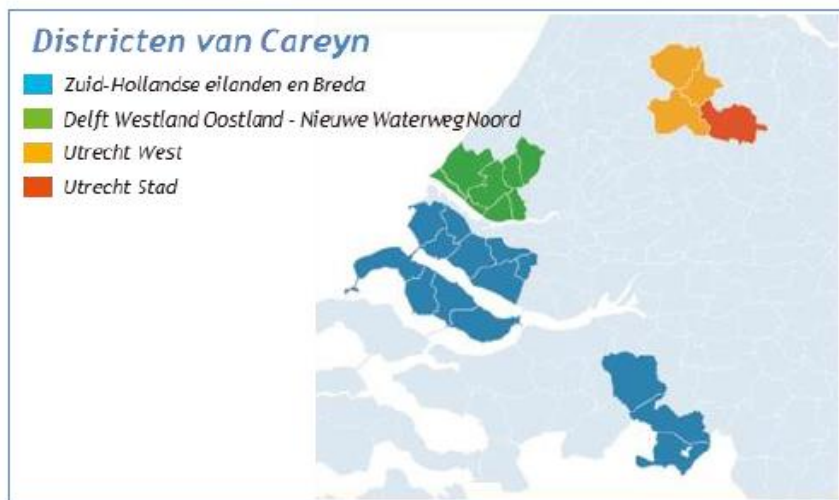 Districten van Careyn
Zuid-Hollandse eilanden en Breda
Delft Westland Oostland - Nieuwe Waterweg Noord
Utrecht West
Utrecht Stad